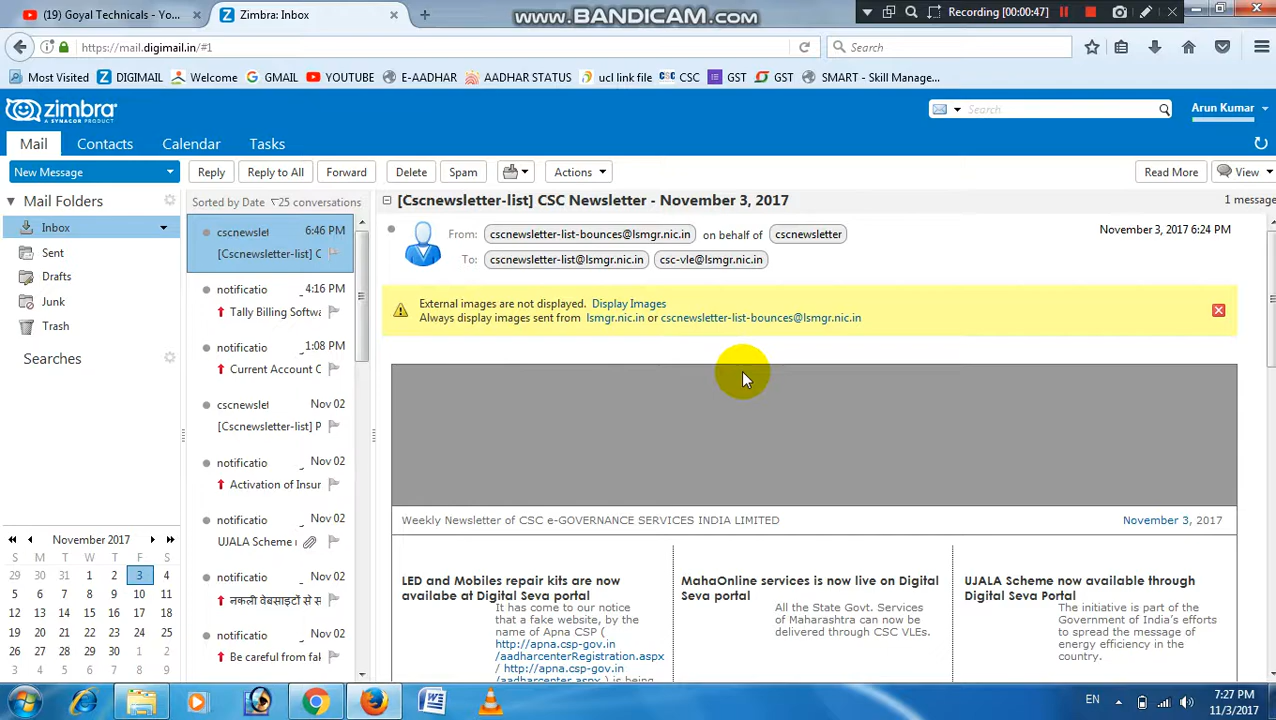 (19) Goyal Technicals - You...
Zimbra: Inbox
www.BANDICAM.com
Recording [00:00:47]
https://mail.digimail.in/#1
Search
Most Visited
DIGIMAIL
Welcome
GMAIL
YOUTUBE
E-AADHAR
AADHAR STATUS
ucl link file
CSC
GST
GST
SMART - Skill Manage...
zimbra
A SYNACOR PRODUCT
Search
Arun Kumar
Mail
Contacts
Calendar
Tasks
New Message
Reply
Reply to All
Forward
Delete
Spam
Actions
Read More
View
Mail Folders
Inbox
Sent
Drafts
Junk
Trash
Searches
November 2017
S M T W T F S
29 30 31 1 2 3 4
5 6 7 8 9 10 11
12 13 14 15 16 17 18
19 20 21 22 23 24 25
26 27 28 29 30 1 2
3 4 5 6 7 8 9
Sorted by Date
25 conversations
cscnewslet 6:46 PM
[Cscnewsletter-list] C
notificatio 4:16 PM
Tally Billing Softwa
notificatio 1:08 PM
Current Account C
cscnewslet Nov 02
[Cscnewsletter-list] P
notificatio Nov 02
Activation of Insur
notificatio Nov 02
UJALA Scheme
notificatio Nov 02
नकली वेबसाइटों से स
notificatio Nov 02
Be careful from fak
[Cscnewsletter-list] CSC Newsletter - November 3, 2017
1 message
From: cscnewsletter-list-bounces@lsmgr.nic.in on behalf of cscnewsletter
November 3, 2017 6:24 PM
To: cscnewsletter-list@lsmgr.nic.in csc-vle@lsmgr.nic.in
External images are not displayed. Display Images
Always display images sent from lsmgr.nic.in or cscnewsletter-list-bounces@lsmgr.nic.in
Weekly Newsletter of CSC e-GOVERNANCE SERVICES INDIA LIMITED
November 3, 2017
LED and Mobiles repair kits are now
availabe at Digital Seva portal
It has come to our notice
that a fake website, by the
name of Apna CSP (
http://apna.csp-gov.in
/aadharcenterRegistration.aspx
/ http://apna.csp-gov.in
/aadharcenter.aspx ) is being
MahaOnline services is now live on Digital
Seva portal
All the State Govt. Services
of Maharashtra can now be
delivered through CSC VLEs.
UJALA Scheme now available through
Digital Seva Portal
The initiative is part of the
Government of India's efforts
to spread the message of
energy efficiency in the
country.
EN
7:27 PM
11/3/2017